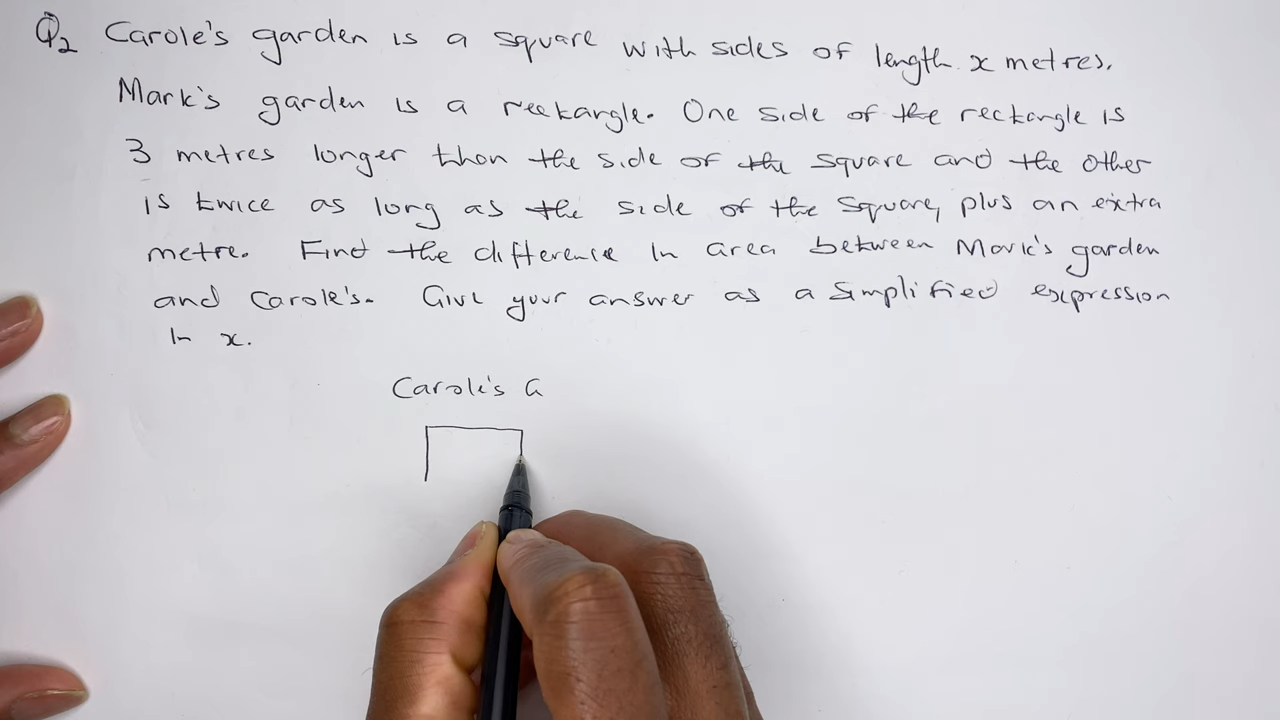 Q2 Carole's garden is a square with sides of length x metres.
Mark's garden is a rectangle. One side of the rectangle is
3 metres longer than the side of the square and the other
is twice as long as the side of the square, plus an extra
metre. Find the difference in area between Mark's garden
and Carole's. Give your answer as a simplified expression
in x.
Carole's G